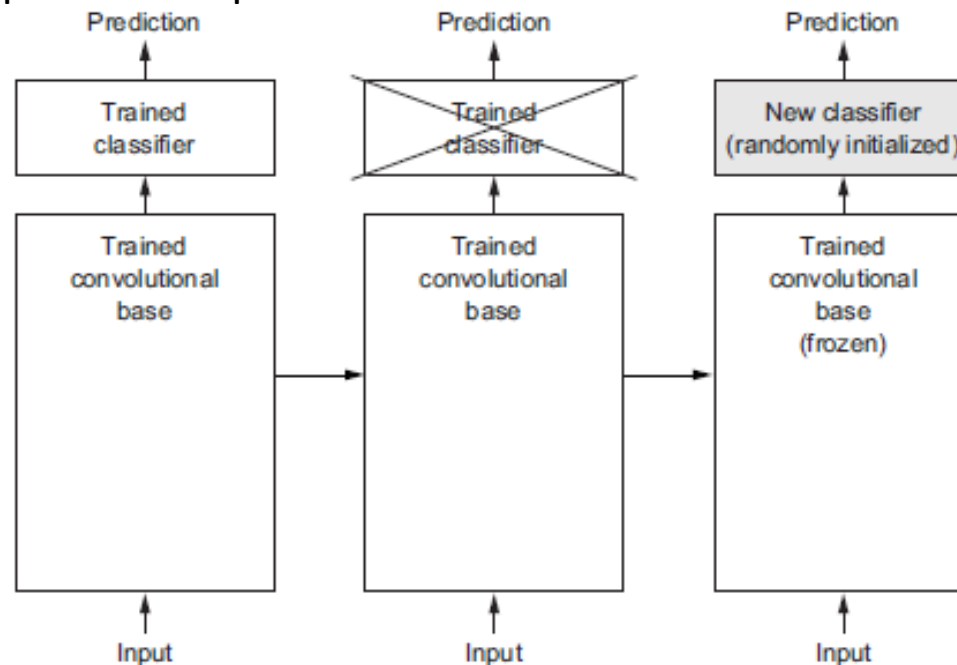 Prediction
Prediction
Prediction
Trained
classifier
Trained
classifier
New classifier
(randomly initialized)
Trained
convolutional
base
Trained
convolutional
base
Trained
convolutional
base
(frozen)
Input
Input
Input